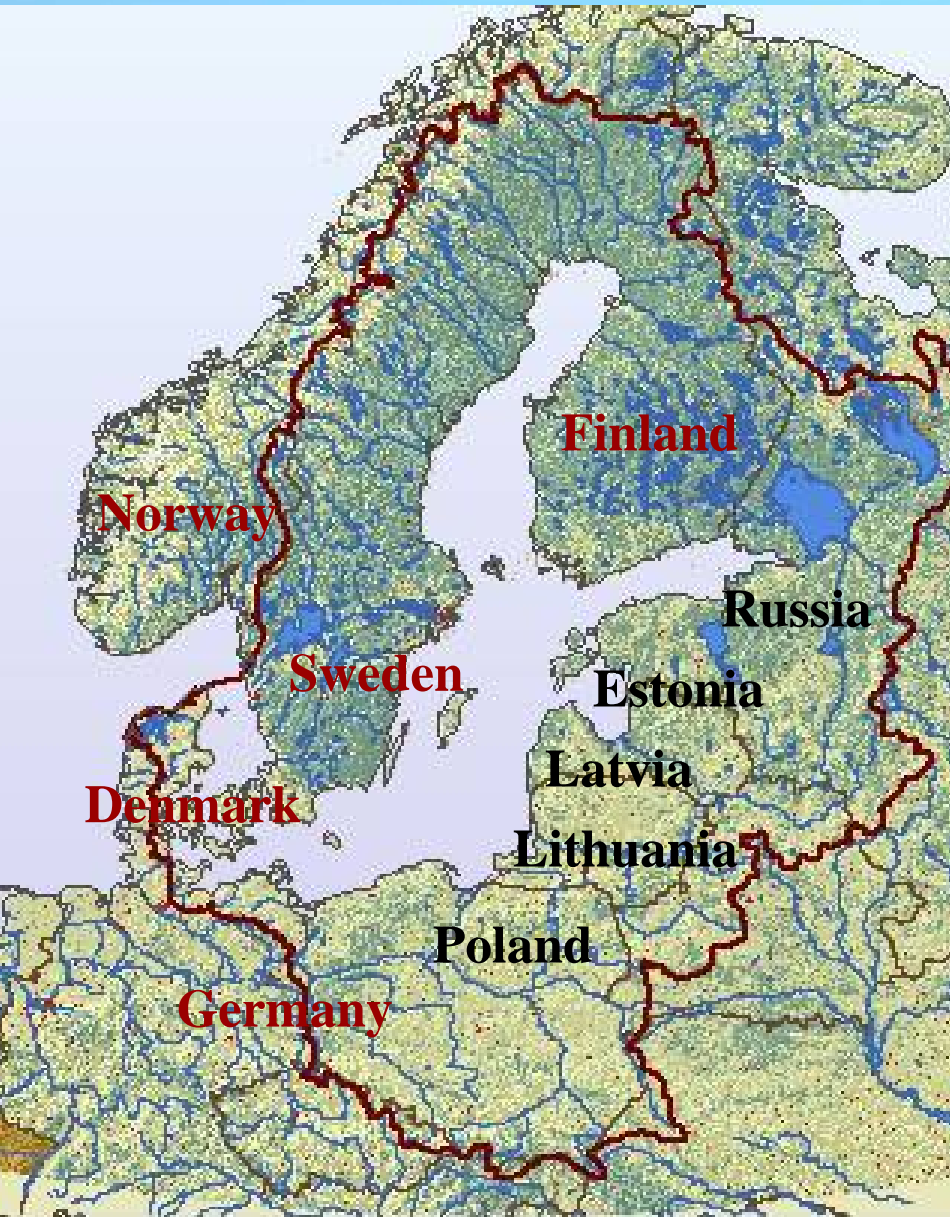 Finland
Norway
Russia
Sweden
Estonia
Latvia
Denmark
Lithuania
Poland
Germany